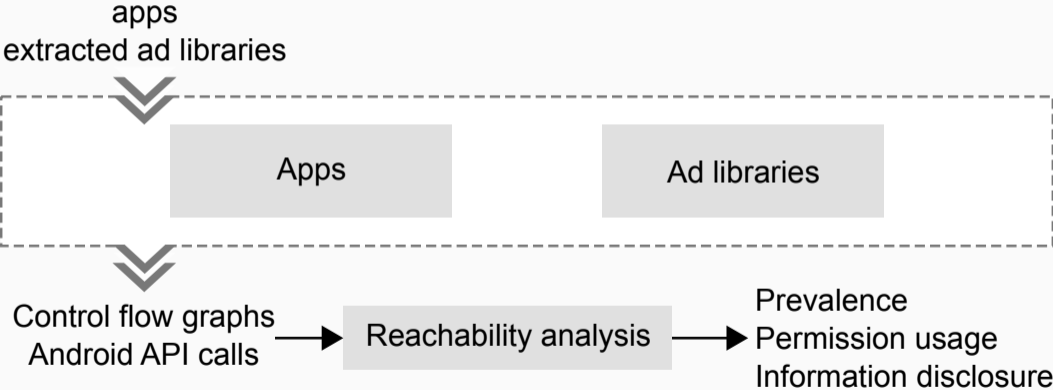 apps
extracted ad libraries
Apps
Ad libraries
Control flow graphs
Android API calls
Reachability analysis
Prevalence
Permission usage
Information disclosure